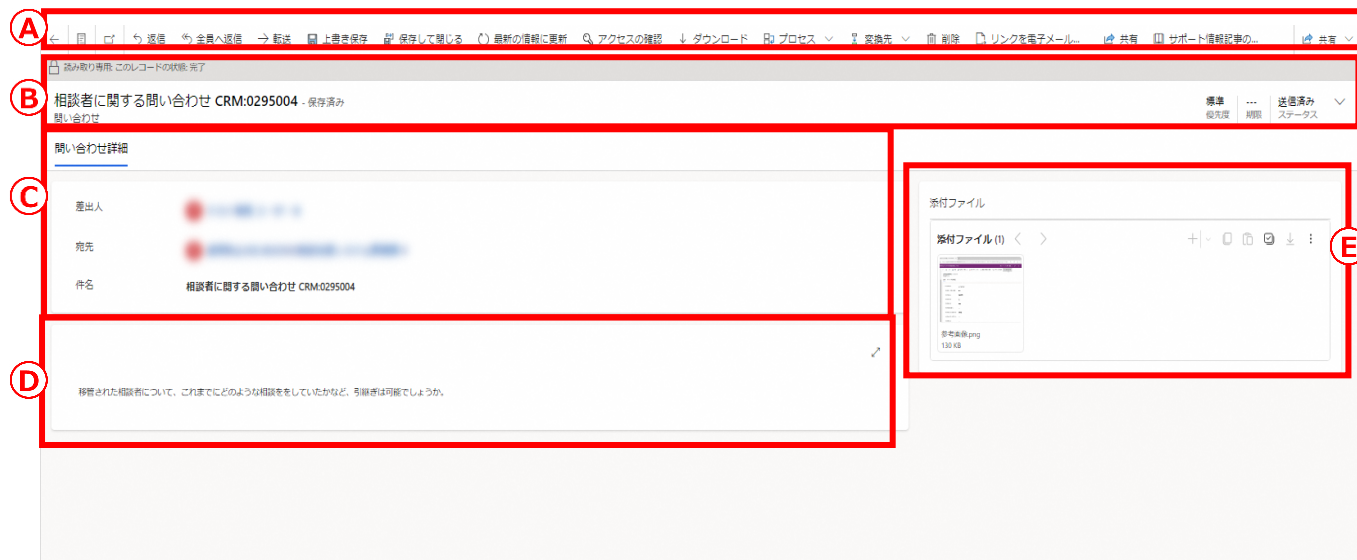 A
返信 全員へ返信 転送 上書き保存 保存して閉じる 最新の情報に更新 アクセスの確認 ダウンロード プロセス 変換先 削除 リンクを電子メール... 共有 サポート情報記事の... 共有
読み取り専用: このレコードの状態: 完了
B
相談者に関する問い合わせ CRM:0295004 - 保存済み
問い合わせ
標準 --- 送信済み
優先度 期限 ステータス
問い合わせ詳細
C
差出人
宛先
件名 相談者に関する問い合わせ CRM:0295004
添付ファイル
添付ファイル (1)
E
参考画像.png
130 KB
D
移管された相談者について、これまでにどのような相談ををしていたかなど、引継ぎは可能でしょうか。